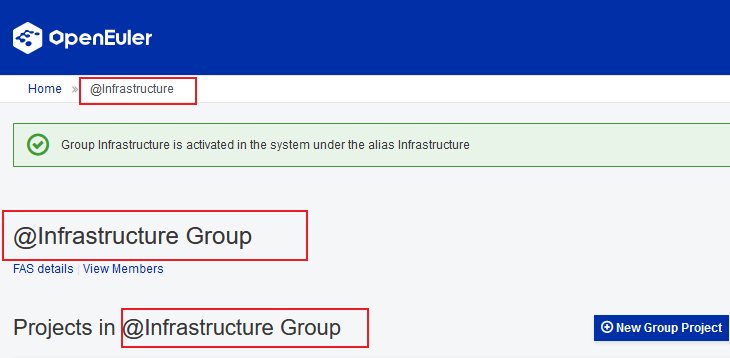 OpenEuler
Home » @Infrastructure
Group Infrastructure is activated in the system under the alias Infrastructure
@Infrastructure Group
FAS details | View Members
Projects in @Infrastructure Group
New Group Project